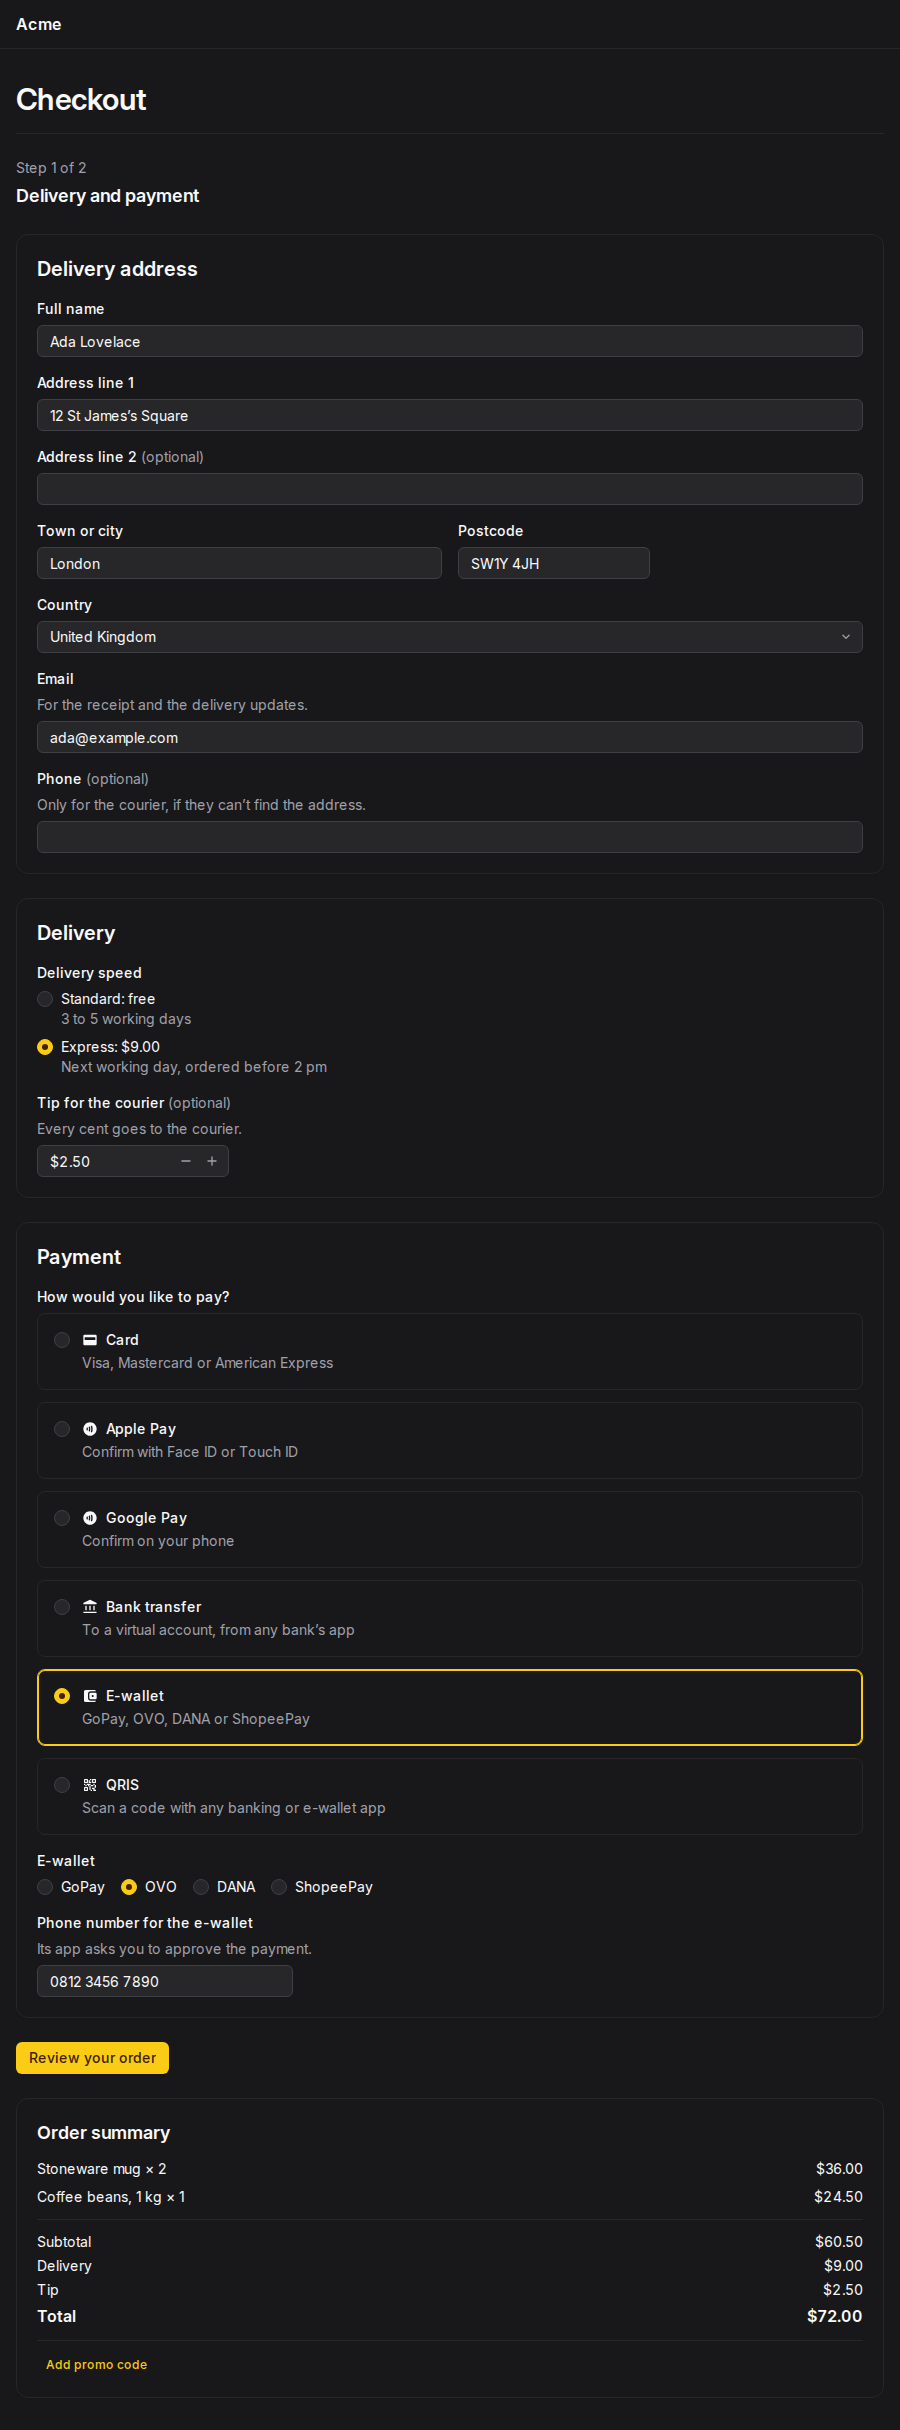 Acme
Checkout
Step 1 of 2
Delivery and payment
Delivery address
Full name
Ada Lovelace
Address line 1
12 St James’s Square
Address line 2 (optional)
Town or city
Postcode
London
SW1Y 4JH
Country
United Kingdom
Email
For the receipt and the delivery updates.
ada@example.com
Phone (optional)
Only for the courier, if they can’t find the address.
Delivery
Delivery speed
Standard: free
3 to 5 working days
Express: $9.00
Next working day, ordered before 2 pm
Tip for the courier (optional)
Every cent goes to the courier.
$2.50
Payment
How would you like to pay?
Card
Visa, Mastercard or American Express
Apple Pay
Confirm with Face ID or Touch ID
Google Pay
Confirm on your phone
Bank transfer
To a virtual account, from any bank’s app
E-wallet
GoPay, OVO, DANA or ShopeePay
QRIS
Scan a code with any banking or e-wallet app
E-wallet
GoPay OVO DANA ShopeePay
Phone number for the e-wallet
Its app asks you to approve the payment.
0812 3456 7890
Review your order
Order summary
Stoneware mug × 2 $36.00
Coffee beans, 1 kg × 1 $24.50
Subtotal $60.50
Delivery $9.00
Tip $2.50
Total $72.00
Add promo code